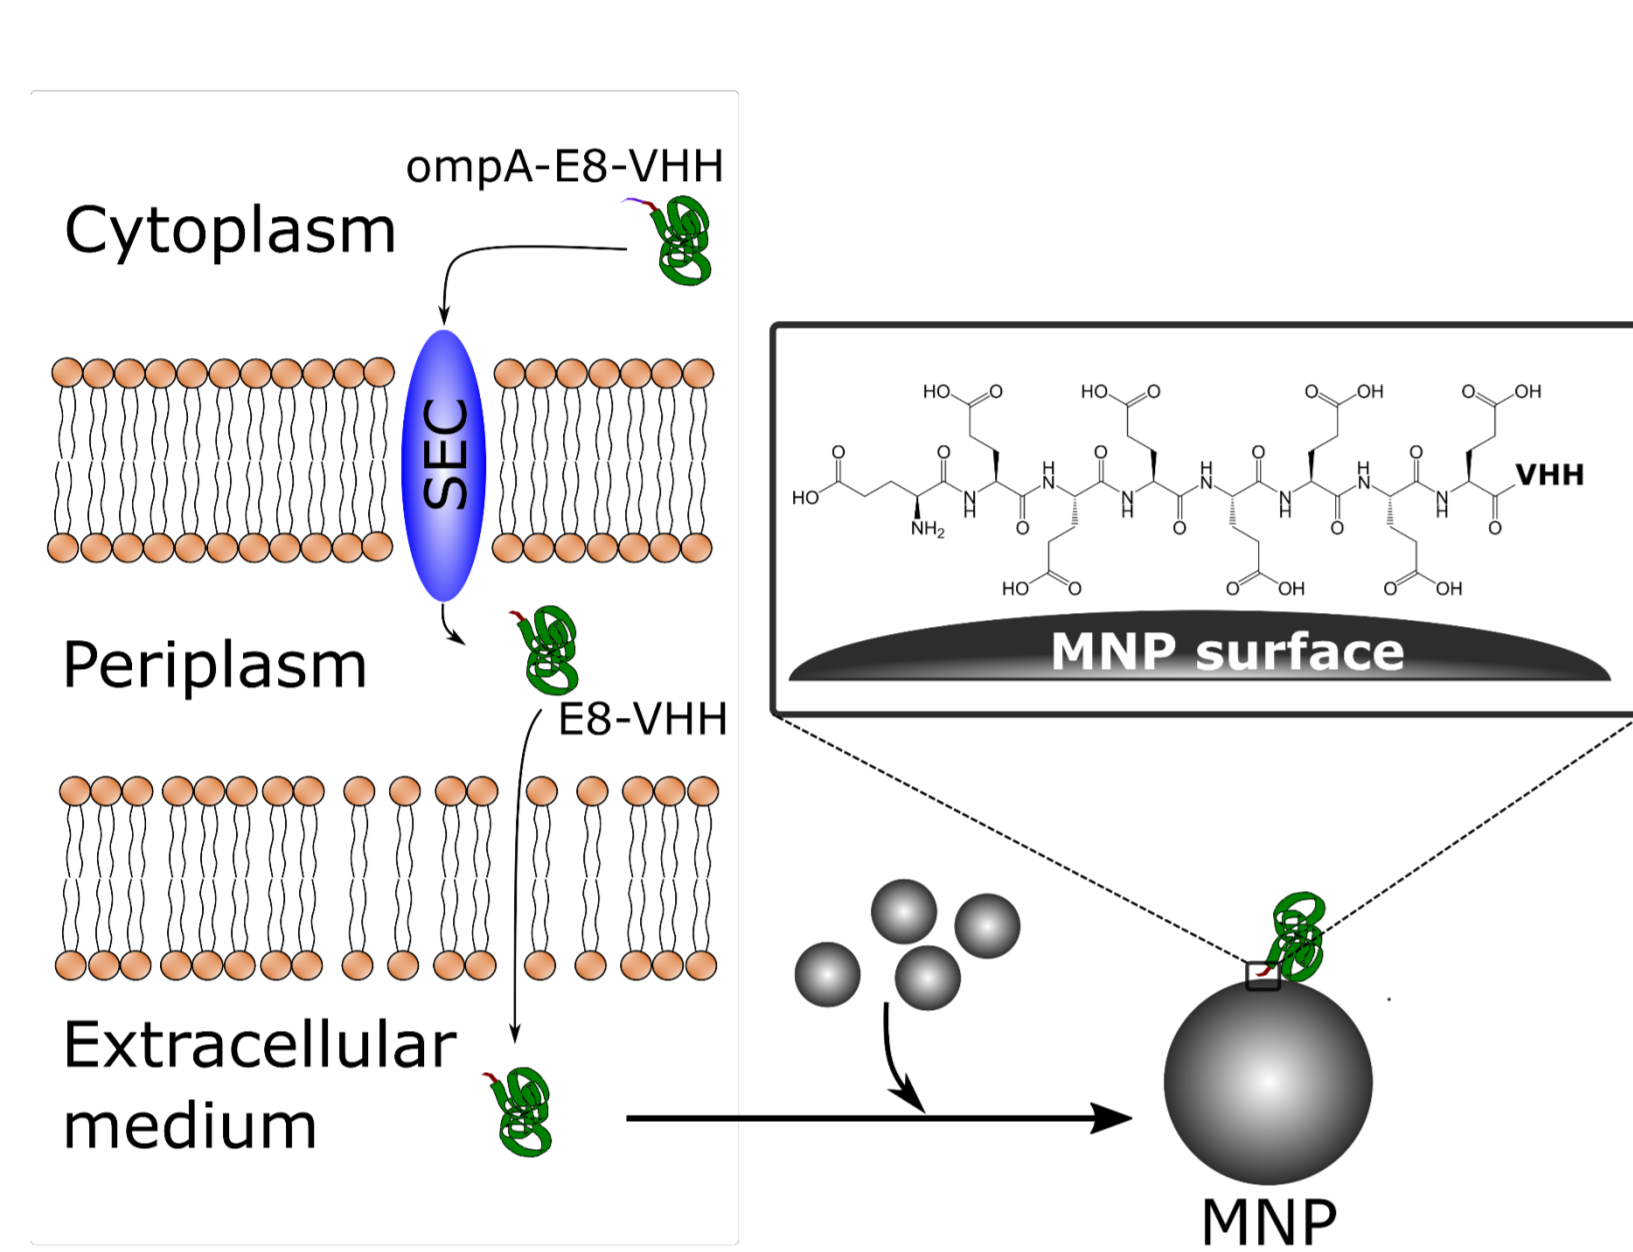 ompA-E8-VHH
Cytoplasm
SEC
Periplasm
E8-VHH
Extracellular
medium
HO O HO O O OH O OH
O O H O H O H O
HO N H N H N H N H O VHH
NH₂ O O O O
HO O O OH O OH
MNP surface
MNP